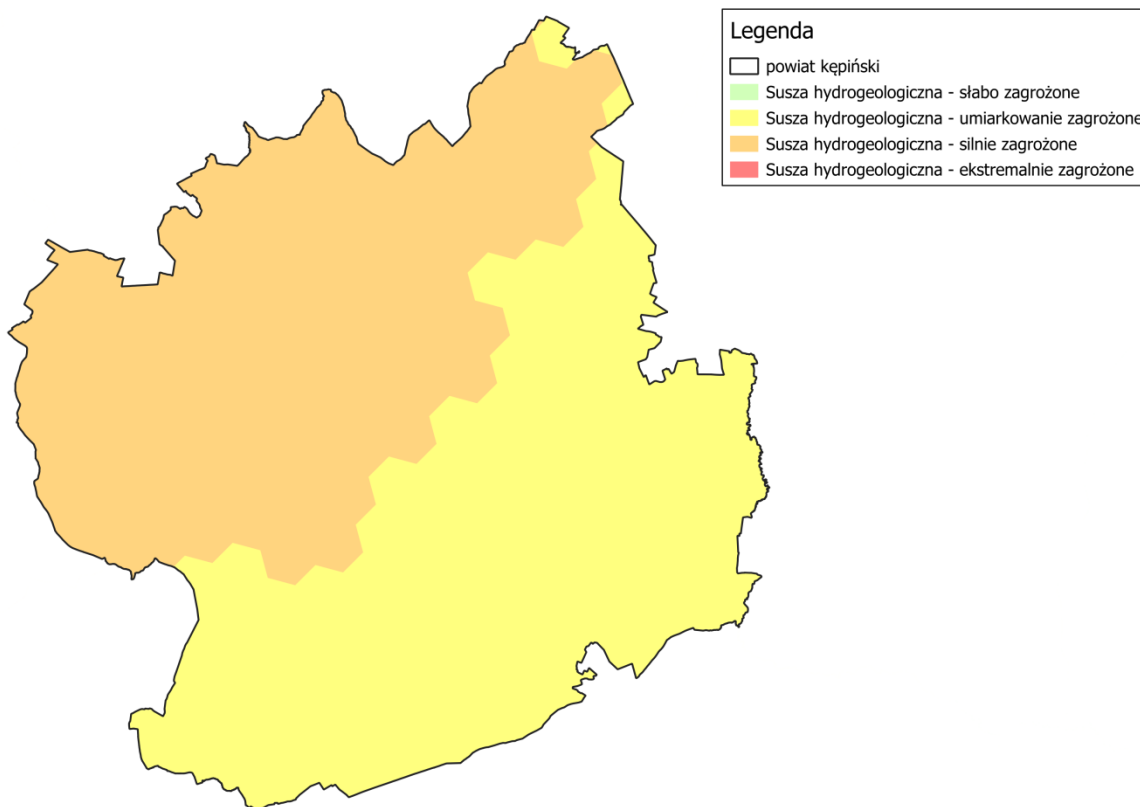 Legenda
powiat kępiński
Susza hydrogeologiczna - słabo zagrożone
Susza hydrogeologiczna - umiarkowanie zagrożone
Susza hydrogeologiczna - silnie zagrożone
Susza hydrogeologiczna - ekstremalnie zagrożone